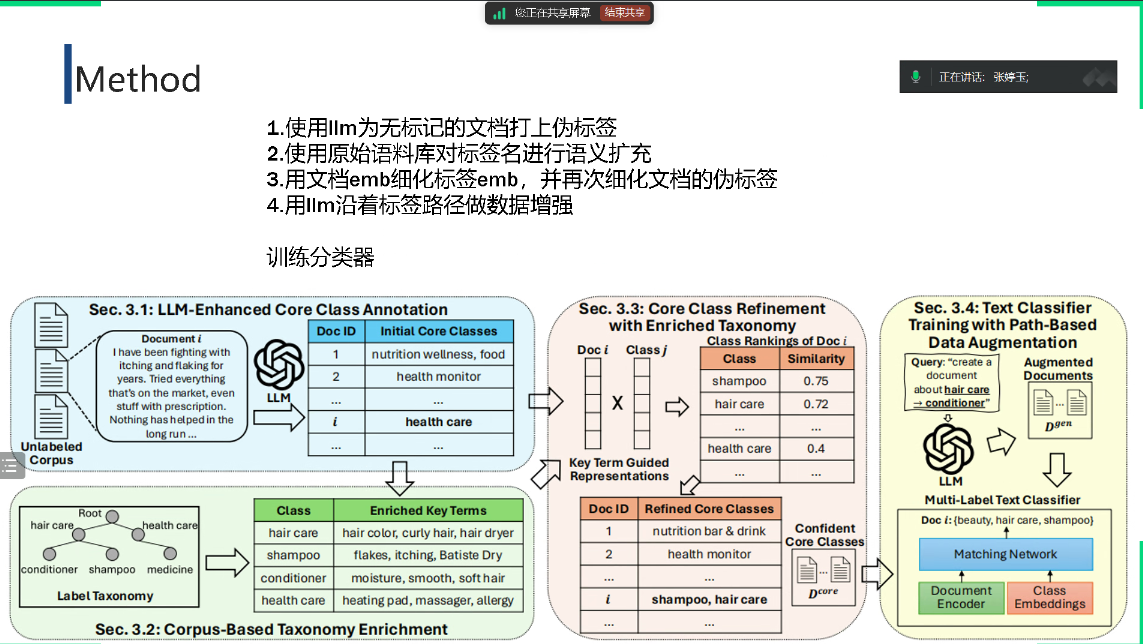 您正在共享屏幕 结束共享
Method
正在讲话: 张婷玉;
1.使用llm为无标记的文档打上伪标签
2.使用原始语料库对标签名进行语义扩充
3.用文档emb细化标签emb，并再次细化文档的伪标签
4.用llm沿着标签路径做数据增强
训练分类器
Sec. 3.1: LLM-Enhanced Core Class Annotation
Document i
I have been fighting with
itching and flaking for
years. Tried everything
that's on the market, even
stuff with prescription.
Nothing has helped in the
long run ...
Unlabeled
Corpus
LLM
Doc ID Initial Core Classes
1 nutrition wellness, food
2 health monitor
... ...
i health care
... ...
Sec. 3.2: Corpus-Based Taxonomy Enrichment
Root
hair care health care
conditioner shampoo medicine
Label Taxonomy
Class Enriched Key Terms
hair care hair color, curly hair, hair dryer
shampoo flakes, itching, Batiste Dry
conditioner moisture, smooth, soft hair
health care heating pad, massager, allergy
Sec. 3.3: Core Class Refinement
with Enriched Taxonomy
Doc i Class j
X
Key Term Guided
Representations
Class Rankings of Doc i
Class Similarity
shampoo 0.75
hair care 0.72
... ...
health care 0.4
... ...
Doc ID Refined Core Classes
1 nutrition bar & drink
2 health monitor
... ...
i shampoo, hair care
... ...
Confident
Core Classes
...
D^core
Sec. 3.4: Text Classifier
Training with Path-Based
Data Augmentation
Query: "create a
document
about hair care
→ conditioner"
LLM
Augmented
Documents
...
D^gen
Multi-Label Text Classifier
Doc i: {beauty, hair care, shampoo}
Matching Network
Document
Encoder
Class
Embeddings